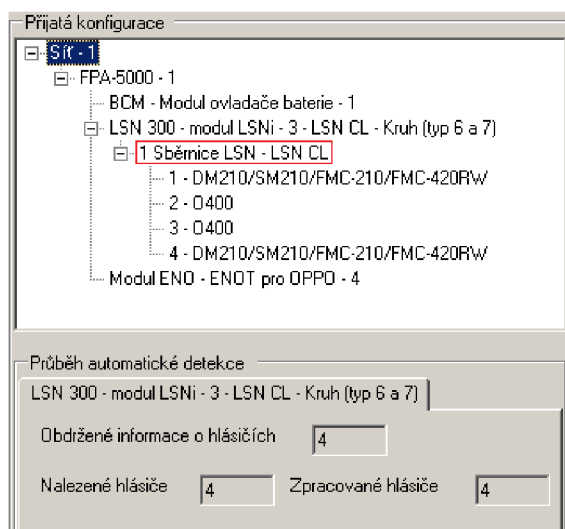 Přijatá konfigurace
Síť - 1
FPA-5000 - 1
BCM - Modul ovladače baterie - 1
LSN 300 - modul LSNi - 3 - LSN CL - Kruh (typ 6 a 7)
1 Sběrnice LSN - LSN CL
1 - DM210/SM210/FMC-210/FMC-420RW
2 - O400
3 - O400
4 - DM210/SM210/FMC-210/FMC-420RW
Modul ENO - ENOT pro OPPO - 4
Průběh automatické detekce
LSN 300 - modul LSNi - 3 - LSN CL - Kruh (typ 6 a 7)
Obdržené informace o hlásičích 4
Nalezené hlásiče 4 Zpracované hlásiče 4